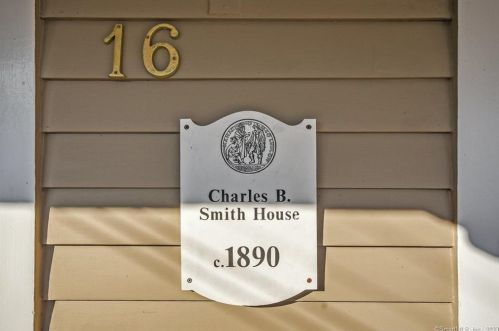 16
Charles B.
Smith House
c.1890